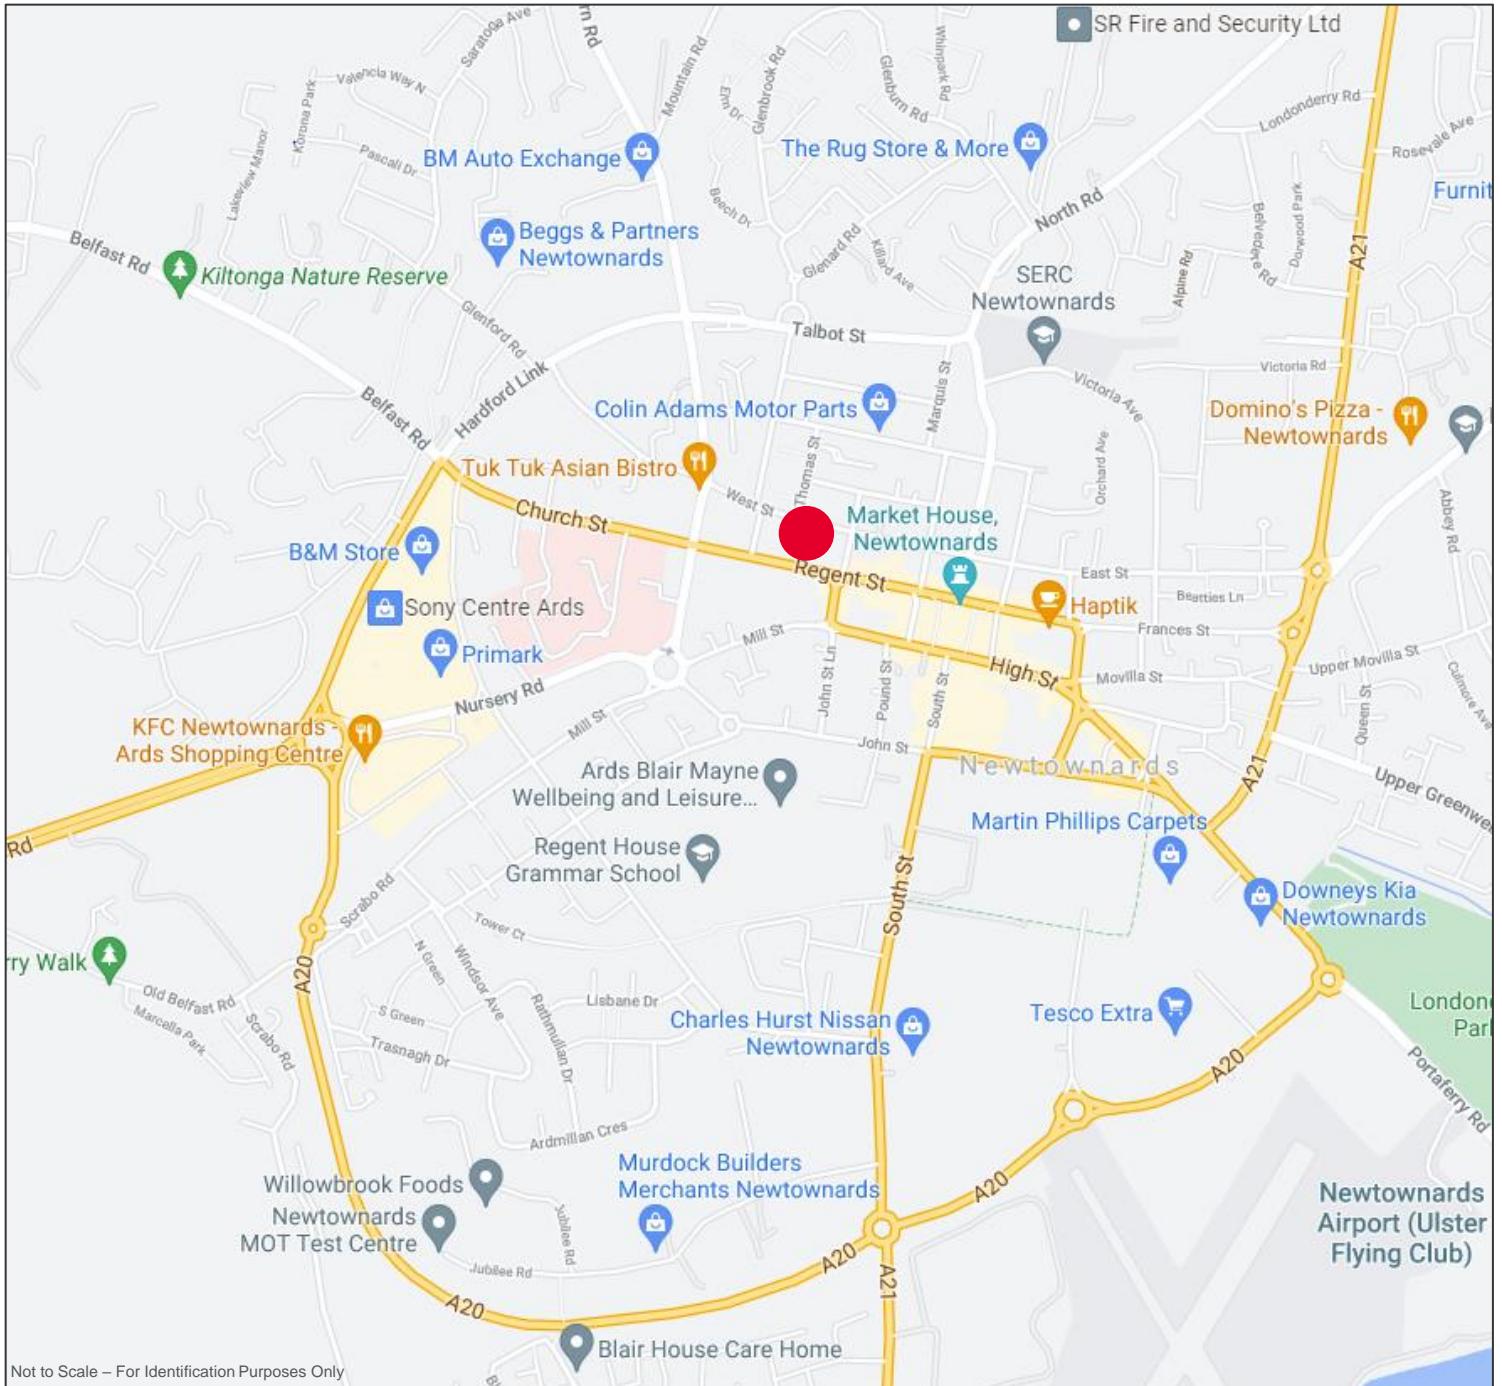 SR Fire and Security Ltd
Saratoga Ave
rn Rd
Mountain Rd
Valencia Way N
Korona Park
Elm Dr
Glenbrook Rd
Glenburn Rd
Whinpark Rd
Londonderry Rd
Rosevale Ave
Lakeview Manor
Pascali Dr
BM Auto Exchange
The Rug Store & More
Furnit
Beech Dr
North Rd
Belvedere Rd
Dorwood Park
Belfast Rd
Beggs & Partners
Newtownards
Glenard Rd
Killard Ave
Alpine Rd
A21
Kiltonga Nature Reserve
SERC
Newtownards
Glenford Rd
Talbot St
Victoria Rd
Hardford Link
Belfast Rd
Marquis St
Victoria Ave
Colin Adams Motor Parts
Domino's Pizza -
Newtownards
Orchard Ave
Tuk Tuk Asian Bistro
Thomas St
West St
Church St
Market House,
Newtownards
Abbey Rd
B&M Store
Regent St
East St
Beatties Ln
Sony Centre Ards
Haptik
Frances St
Mill St
Primark
High St
Upper Movilla St
Movilla St
Culmore Ave
Nursery Rd
John St Ln
Pound St
South St
Queen St
Mill St
KFC Newtownards -
Ards Shopping Centre
John St
Newtownards
A21
Ards Blair Mayne
Wellbeing and Leisure...
Upper Greenwe
Martin Phillips Carpets
Rd
Regent House
Grammar School
Scrabo Rd
South St
Downeys Kia
Newtownards
Tower Ct
N Green
Windsor Ave
rry Walk
A20
Old Belfast Rd
Marcella Park
Scrabo Rd
S Green
Lisbane Dr
Rathmullan Dr
Trasnagh Dr
Charles Hurst Nissan
Newtownards
Tesco Extra
London
Parl
A20
Portaferry Rd
Ardmillan Cres
Murdock Builders
Merchants Newtownards
Willowbrook Foods
A20
Newtownards
MOT Test Centre
Newtownards
Airport (Ulster
Flying Club)
Jubilee Rd
Jubilee Rd
A20
A21
A20
Blair House Care Home
Not to Scale – For Identification Purposes Only